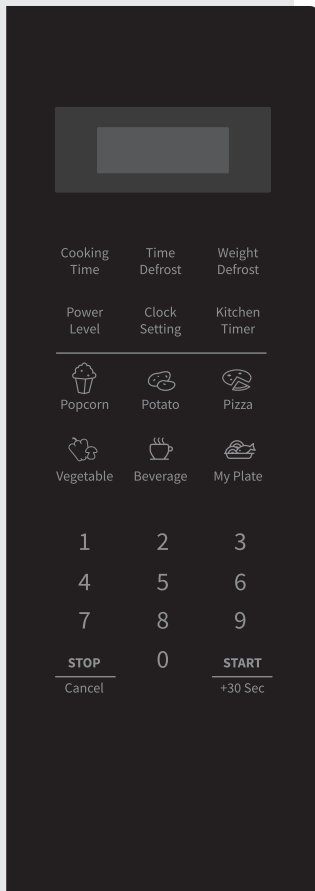 Cooking Time
Time Defrost
Weight Defrost
Power Level
Clock Setting
Kitchen Timer
Popcorn
Potato
Pizza
Vegetable
Beverage
My Plate
1 2 3
4 5 6
7 8 9
STOP
Cancel
0
START
+30 Sec